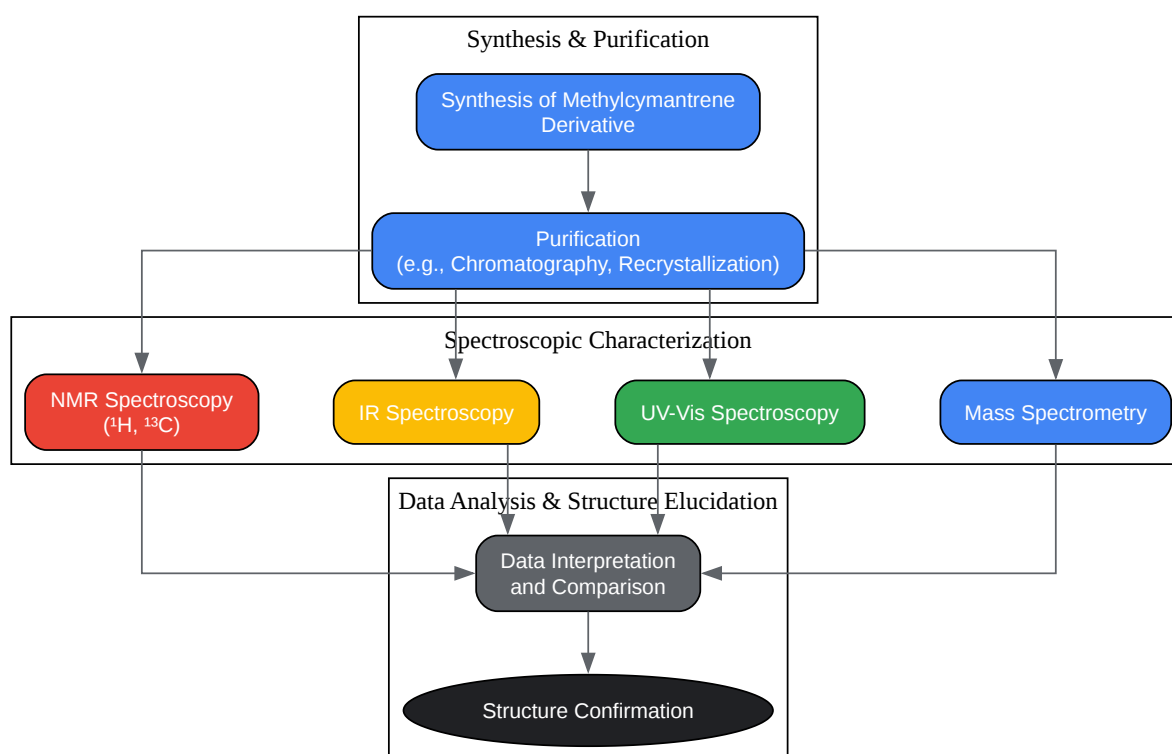 Synthesis & Purification
Synthesis of Methylcymantrene
Derivative
Purification
(e.g., Chromatography, Recrystallization)
Spectroscopic Characterization
NMR Spectroscopy
(¹H, ¹³C)
IR Spectroscopy
UV-Vis Spectroscopy
Mass Spectrometry
Data Analysis & Structure Elucidation
Data Interpretation
and Comparison
Structure Confirmation